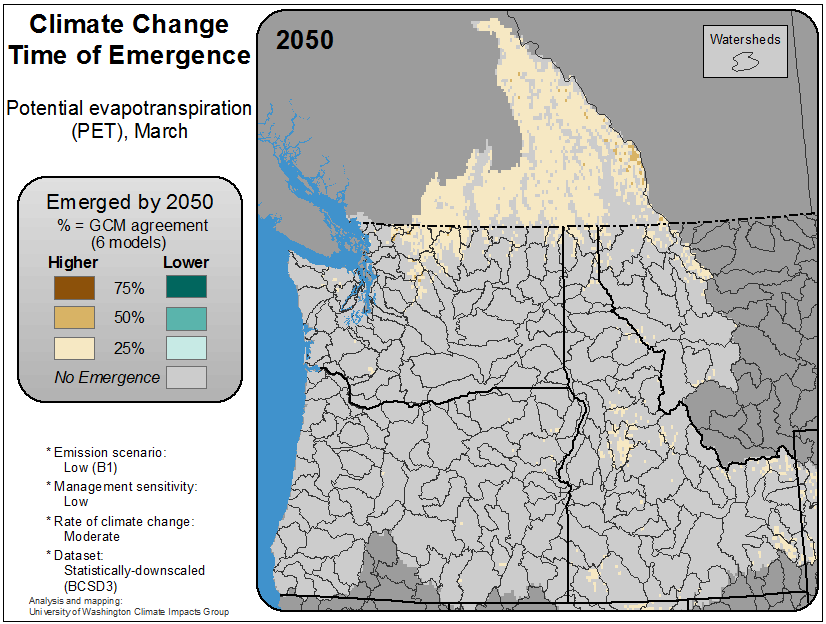 Climate Change
Time of Emergence
Potential evapotranspiration
(PET), March
Emerged by 2050
% = GCM agreement
(6 models)
Higher Lower
75%
50%
25%
No Emergence
* Emission scenario:
Low (B1)
* Management sensitivity:
Low
* Rate of climate change:
Moderate
* Dataset:
Statistically-downscaled
(BCSD3)
Analysis and mapping:
University of Washington Climate Impacts Group
2050
Watersheds